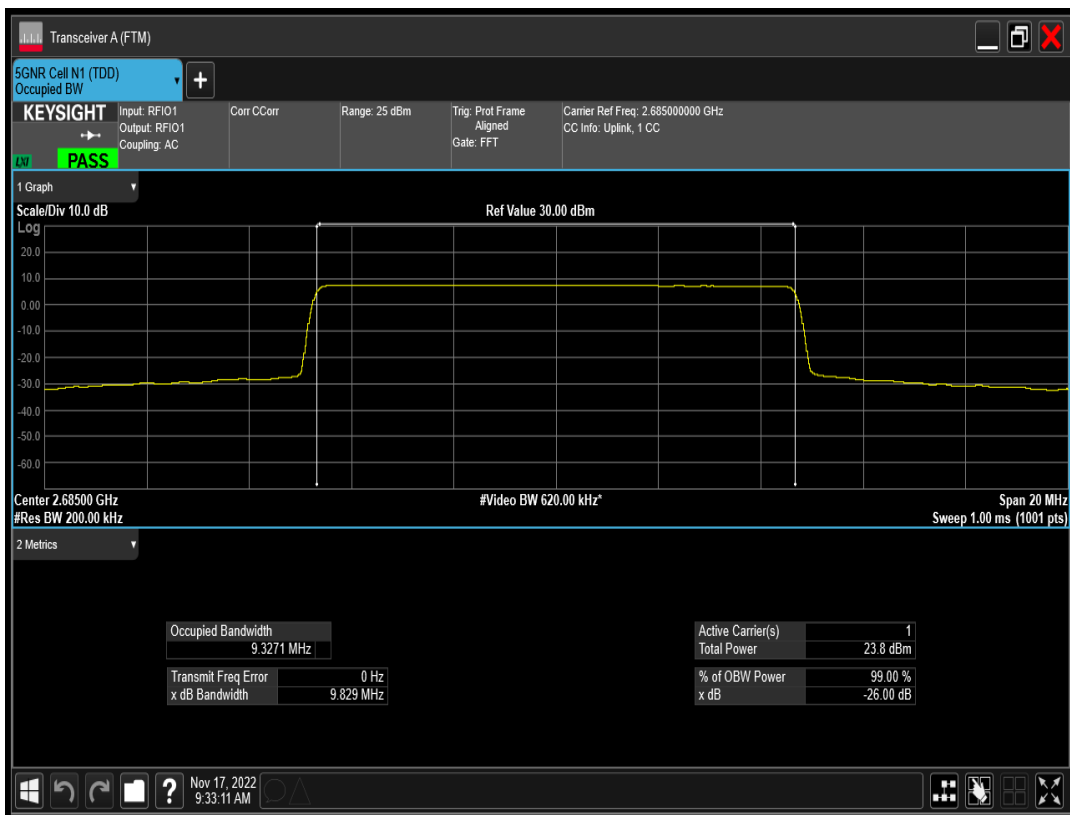 Transceiver A (FTM)
5GNR Cell N1 (TDD)
Occupied BW
+
KEYSIGHT
LXI
PASS
Input: RFIO1
Output: RFIO1
Coupling: AC
Corr CCorr
Range: 25 dBm
Trig: Prot Frame
Aligned
Gate: FFT
Carrier Ref Freq: 2.685000000 GHz
CC Info: Uplink, 1 CC
1 Graph
Scale/Div 10.0 dB
Ref Value 30.00 dBm
Log
20.0
10.0
0.00
-10.0
-20.0
-30.0
-40.0
-50.0
-60.0
Center 2.68500 GHz
#Video BW 620.00 kHz*
Span 20 MHz
#Res BW 200.00 kHz
Sweep 1.00 ms (1001 pts)
2 Metrics
Occupied Bandwidth
9.3271 MHz
Transmit Freq Error 0 Hz
x dB Bandwidth 9.829 MHz
Active Carrier(s) 1
Total Power 23.8 dBm
% of OBW Power 99.00 %
x dB -26.00 dB
?
Nov 17, 2022
9:33:11 AM